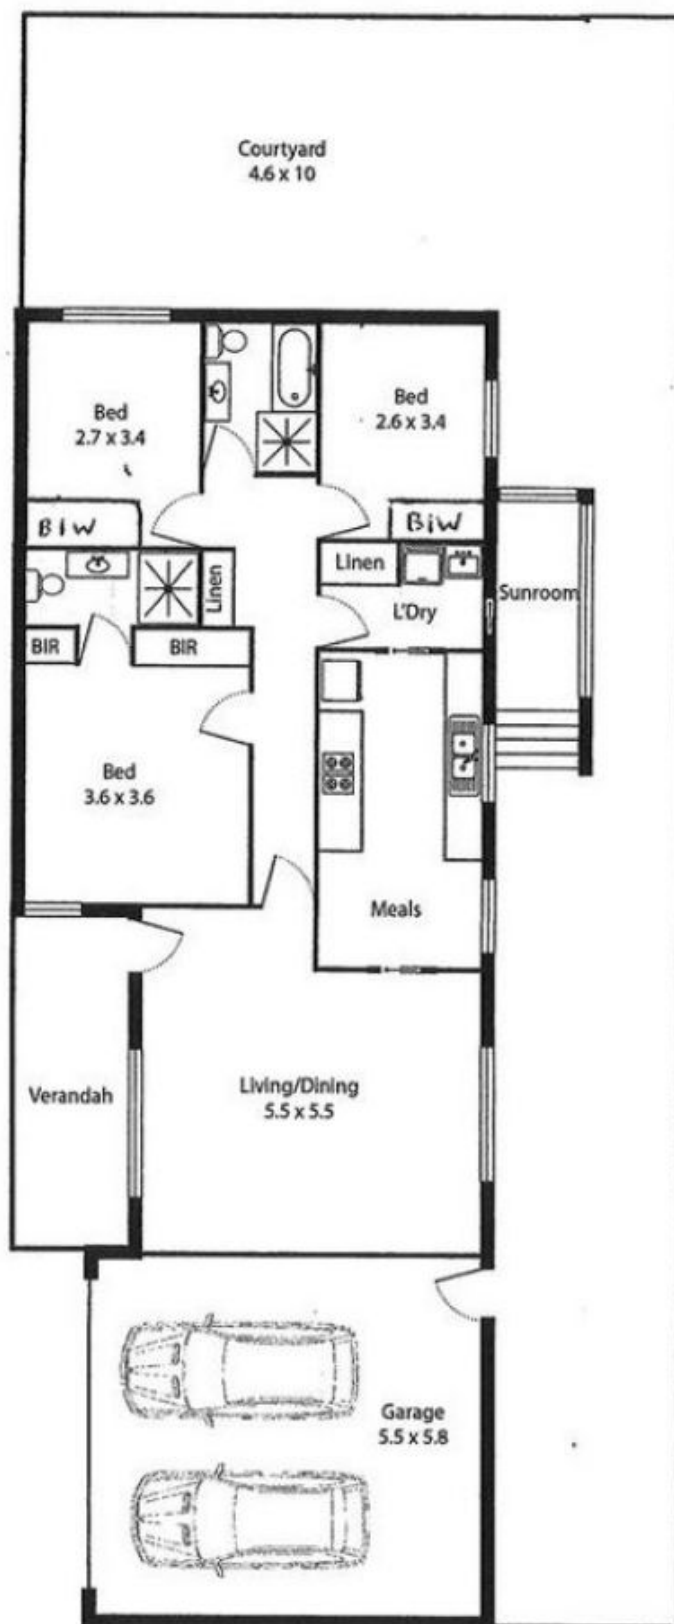 Courtyard
4.6 x 10
Bed
2.7 x 3.4
Bed
2.6 x 3.4
BIW
BiW
Linen
Linen
L'Dry
Sunroom
BIR
BIR
Bed
3.6 x 3.6
Meals
Verandah
Living/Dining
5.5 x 5.5
Garage
5.5 x 5.8